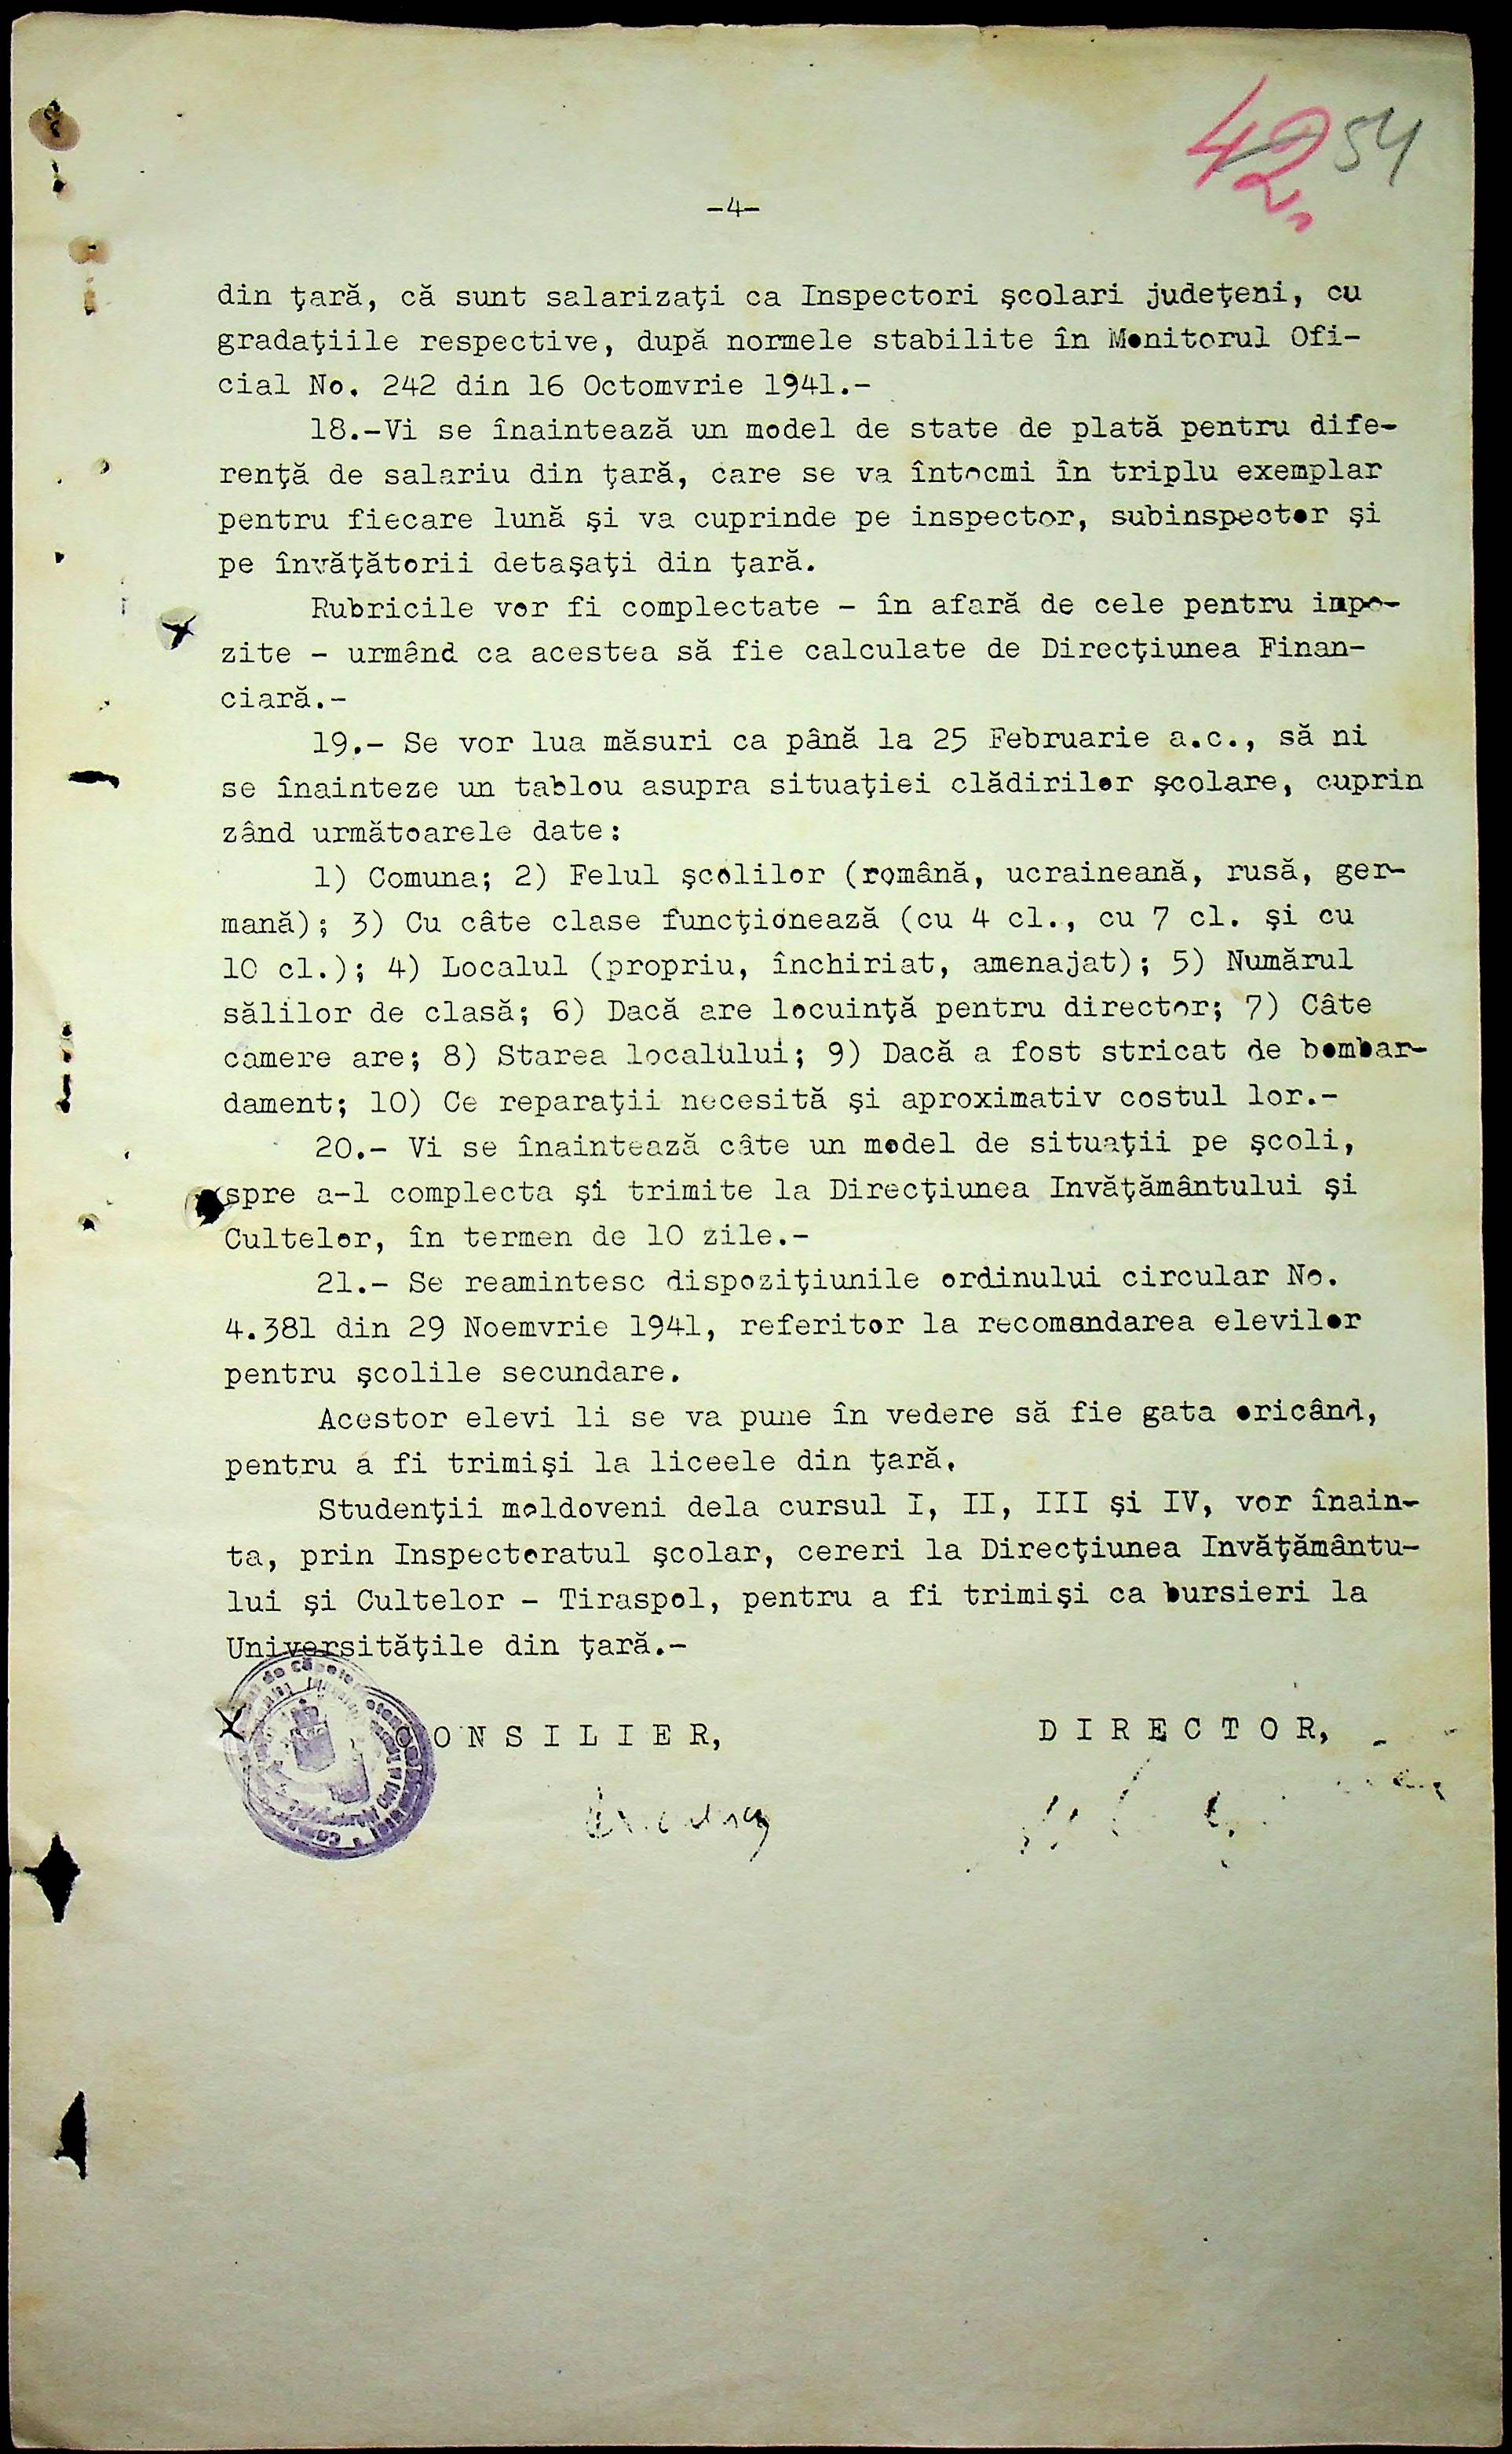 42. 54
-4-
din ţară, că sunt salarizaţi ca Inspectori şcolari judeţeni, cu
gradaţiile respective, după normele stabilite în Monitorul Ofi-
cial No. 242 din 16 Octomvrie 1941.-
18.-Vi se înaintează un model de state de plată pentru dife-
renţă de salariu din ţară, care se va întocmi în triplu exemplar
pentru fiecare lună şi va cuprinde pe inspector, subinspector şi
pe învăţătorii detaşaţi din ţară.
Rubricile vor fi complectate - în afară de cele pentru impo-
zite - urmând ca acestea să fie calculate de Direcţiunea Finan-
ciară.-
19.- Se vor lua măsuri ca până la 25 Februarie a.c., să ni
se înainteze un tablou asupra situaţiei clădirilor şcolare, cuprin
zând următoarele date:
1) Comuna; 2) Felul şcolilor (română, ucraineană, rusă, ger-
mană); 3) Cu câte clase funcţionează (cu 4 cl., cu 7 cl. şi cu
10 cl.); 4) Localul (propriu, închiriat, amenajat); 5) Numărul
sălilor de clasă; 6) Dacă are locuinţă pentru director; 7) Câte
camere are; 8) Starea localului; 9) Dacă a fost stricat de bombar-
dament; 10) Ce reparaţii necesită şi aproximativ costul lor.-
20.- Vi se înaintează câte un model de situaţii pe şcoli,
spre a-l complecta şi trimite la Direcţiunea Invăţământului şi
Cultelor, în termen de 10 zile.-
21.- Se reamintesc dispoziţiunile ordinului circular No.
4.381 din 29 Noemvrie 1941, referitor la recomandarea elevilor
pentru şcolile secundare.
Acestor elevi li se va pune în vedere să fie gata oricând,
pentru a fi trimişi la liceele din ţară.
Studenţii moldoveni dela cursul I, II, III şi IV, vor înain-
ta, prin Inspectoratul şcolar, cereri la Direcţiunea Invăţământu-
lui şi Cultelor - Tiraspol, pentru a fi trimişi ca bursieri la
Universităţile din ţară.-
CONSILIER, DIRECTOR,